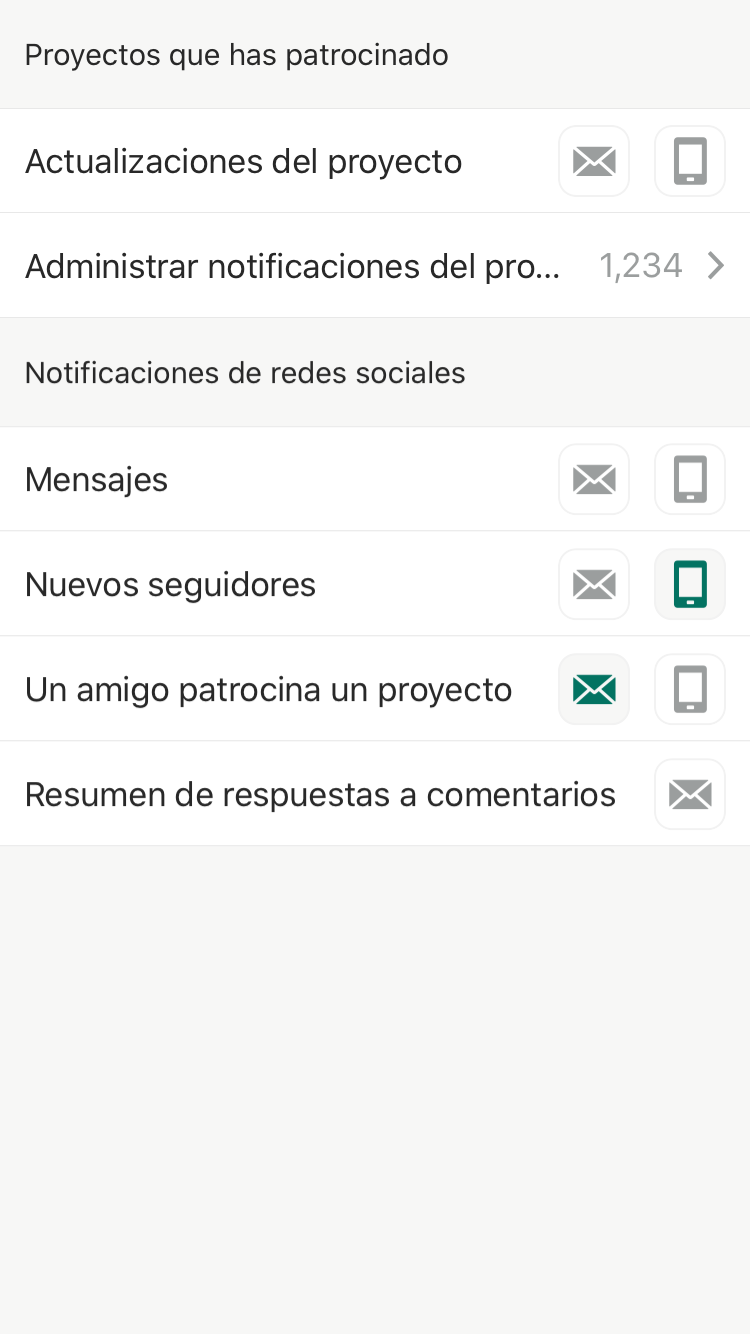 Proyectos que has patrocinado
Actualizaciones del proyecto
Administrar notificaciones del pro... 1,234
Notificaciones de redes sociales
Mensajes
Nuevos seguidores
Un amigo patrocina un proyecto
Resumen de respuestas a comentarios